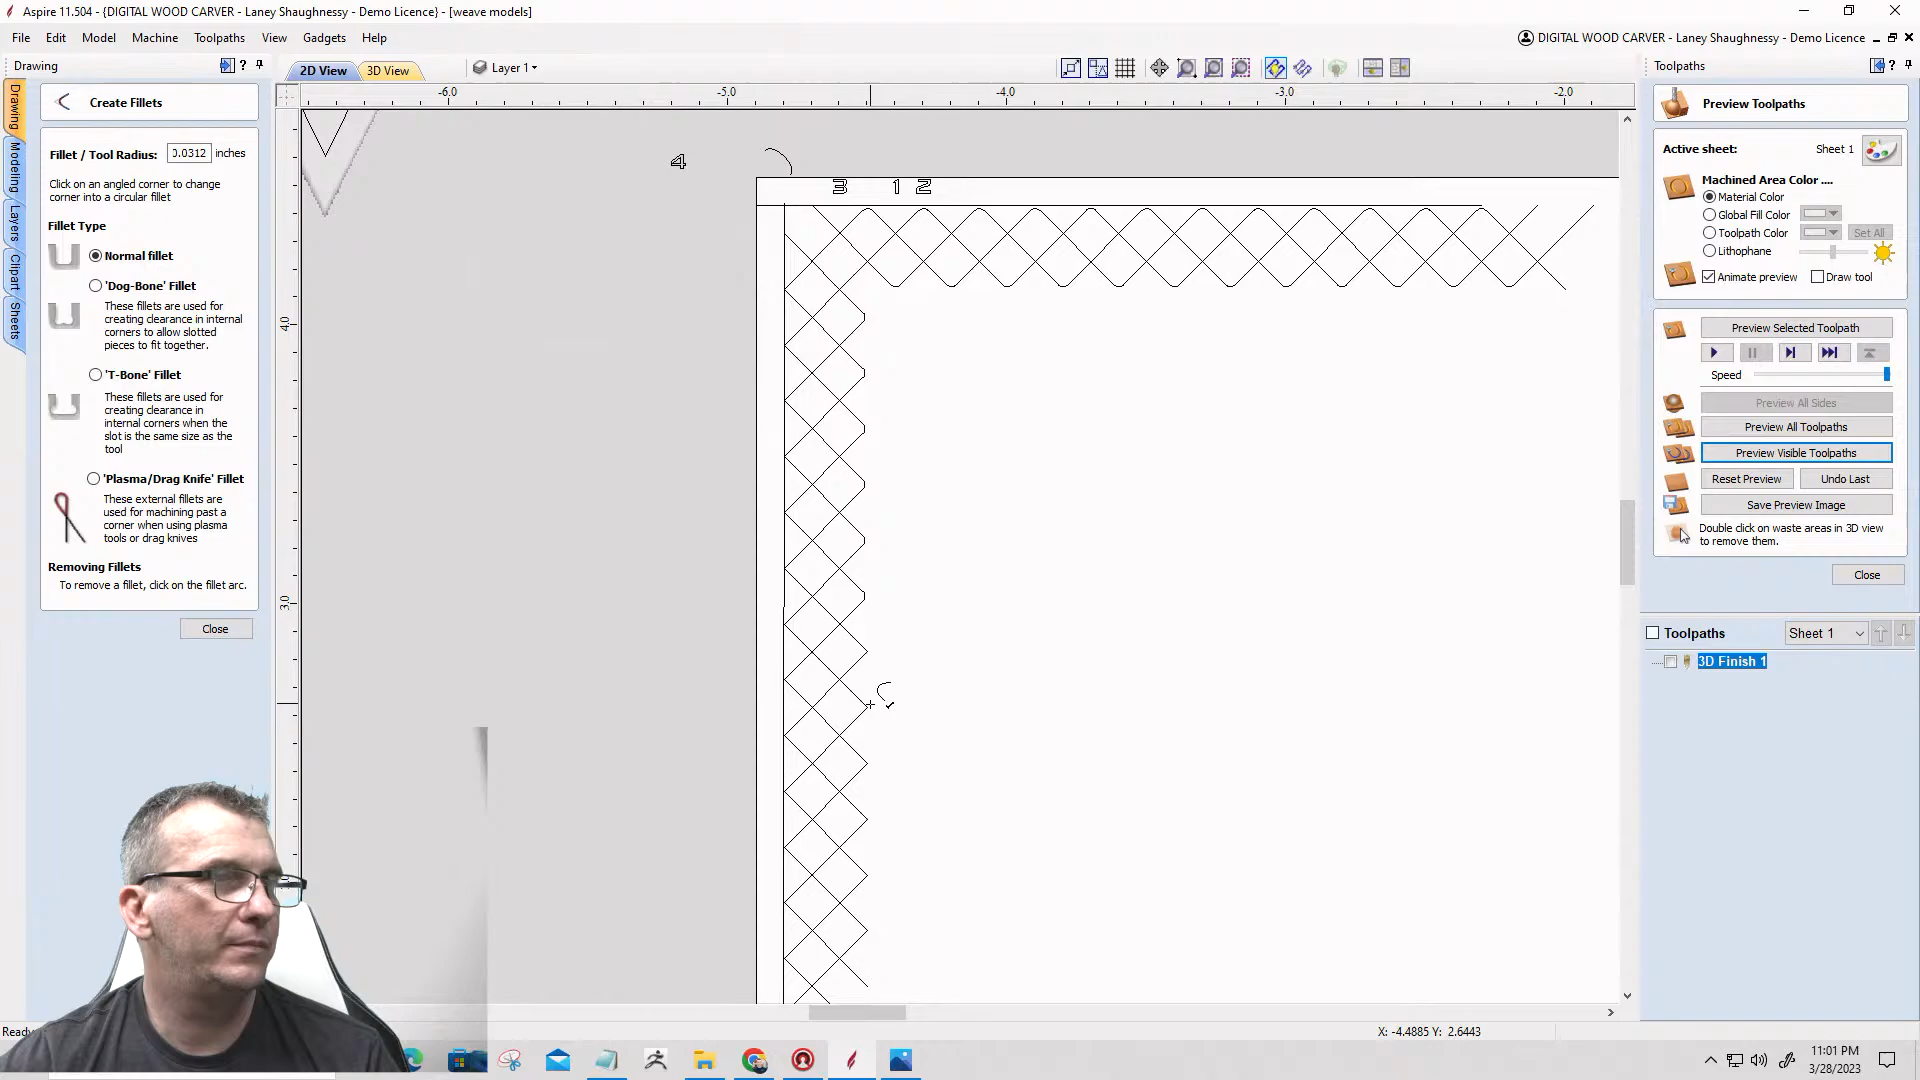 Aspire 11.504 - {DIGITAL WOOD CARVER - Laney Shaughnessy - Demo Licence} - [weave models]
File Edit Model Machine Toolpaths View Gadgets Help
DIGITAL WOOD CARVER - Laney Shaughnessy - Demo Licence
Drawing
2D View
3D View
Layer 1
Toolpaths
Drawing
Modeling
Layers
Clipart
Sheets
Create Fillets
Fillet / Tool Radius: 0.0312 inches
Click on an angled corner to change
corner into a circular fillet
Fillet Type
Normal fillet
'Dog-Bone' Fillet
These fillets are used for
creating clearance in internal
corners to allow slotted
pieces to fit together.
'T-Bone' Fillet
These fillets are used for
creating clearance in
internal corners when the
slot is the same size as the
tool
'Plasma/Drag Knife' Fillet
These external fillets are
used for machining past a
corner when using plasma
tools or drag knives
Removing Fillets
To remove a fillet, click on the fillet arc.
Close
-6.0 -5.0 -4.0 -3.0 -2.0
4.0
3.0
4
3 1 2
Preview Toolpaths
Active sheet: Sheet 1
Machined Area Color ....
Material Color
Global Fill Color
Toolpath Color Set All
Lithophane
Animate preview Draw tool
Preview Selected Toolpath
Speed
Preview All Sides
Preview All Toolpaths
Preview Visible Toolpaths
Reset Preview Undo Last
Save Preview Image
Double click on waste areas in 3D view
to remove them.
Close
Toolpaths Sheet 1
3D Finish 1
Ready
X: -4.4885 Y: 2.6443
11:01 PM
3/28/2023